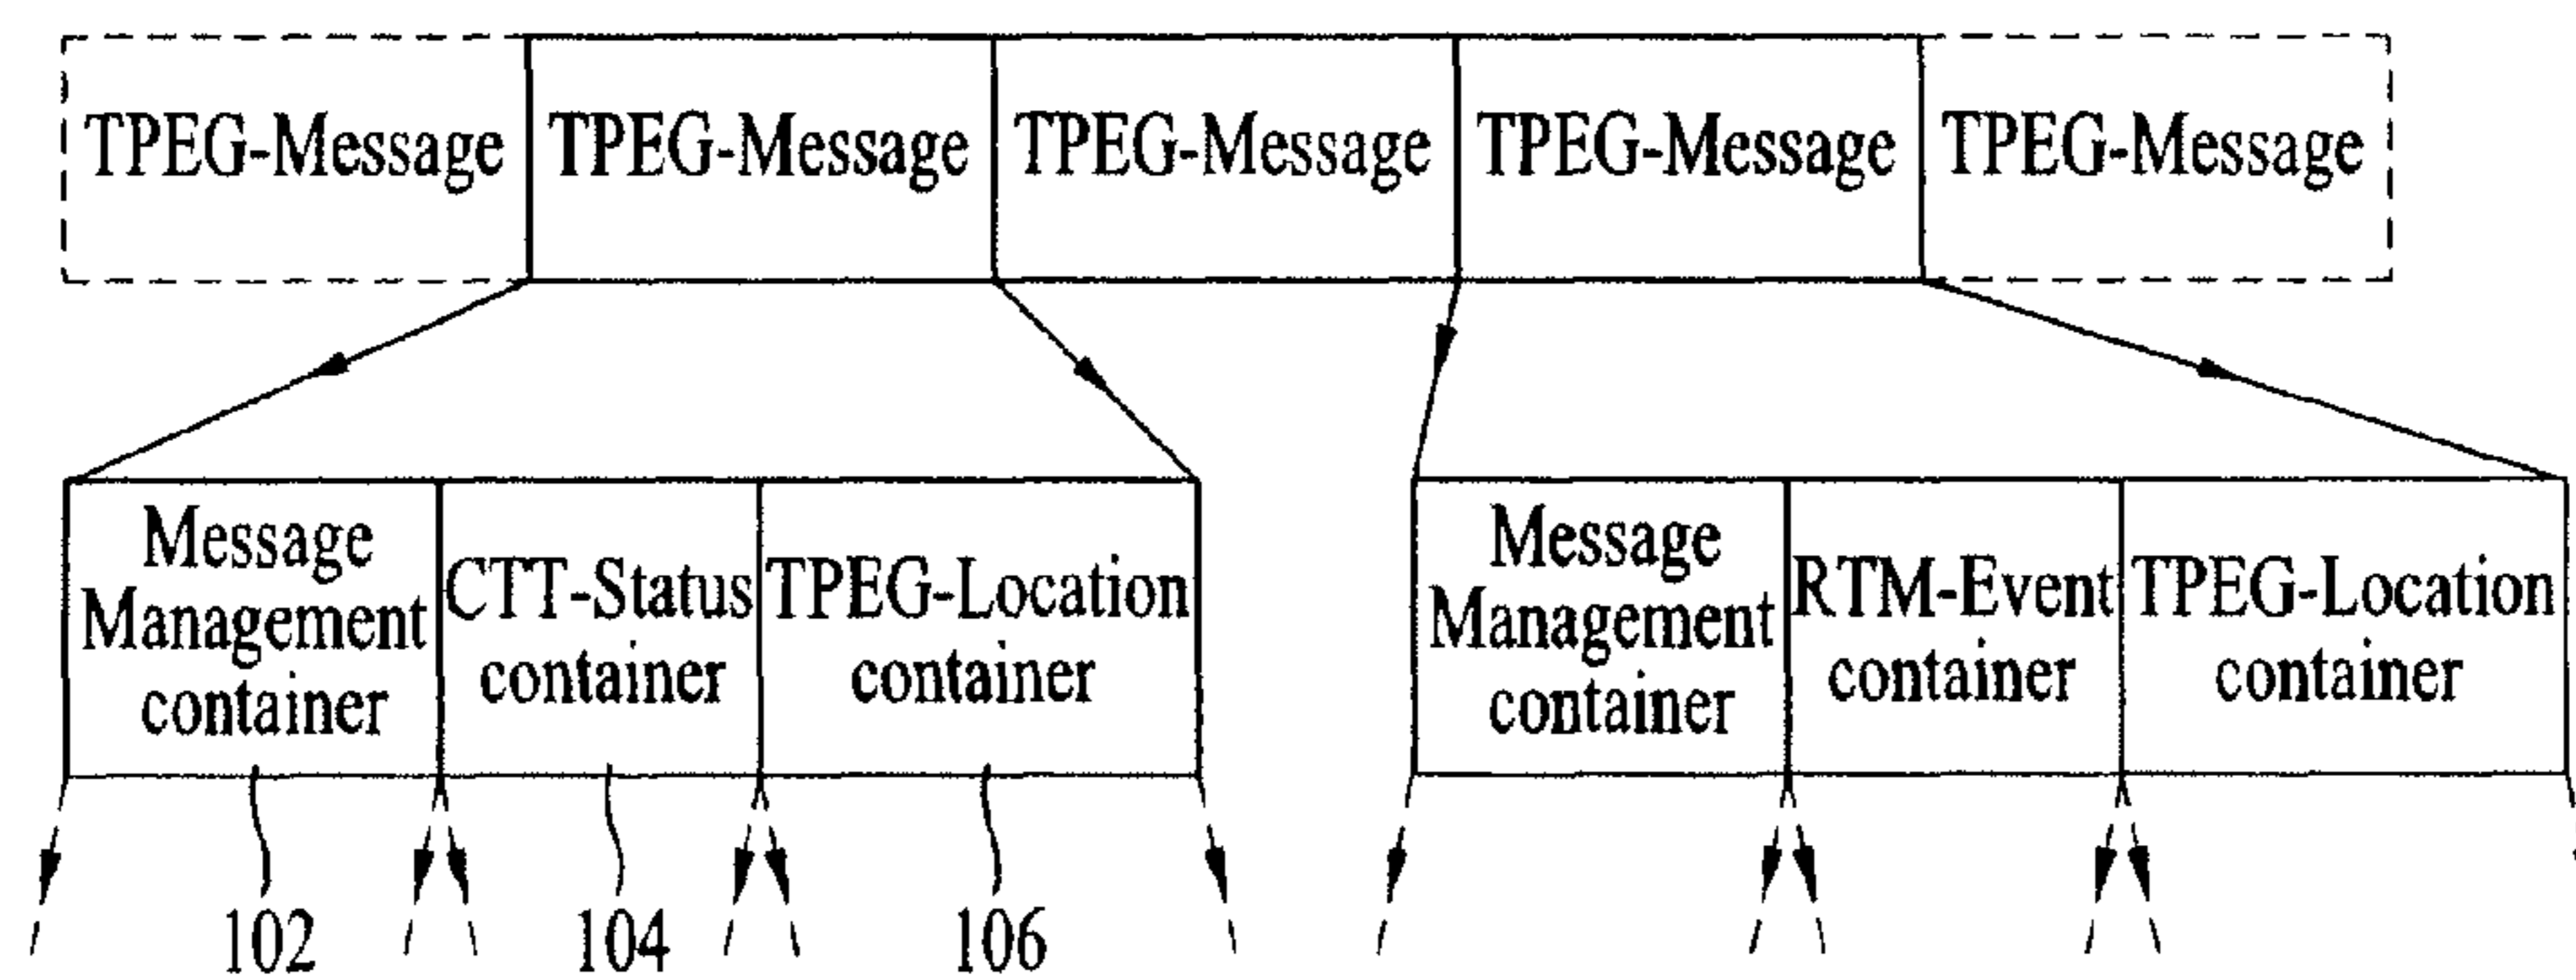 TPEG-Message TPEG-Message TPEG-Message TPEG-Message TPEG-Message
Message
Management
container
CTT-Status
container
TPEG-Location
container
Message
Management
container
RTM-Event
container
TPEG-Location
container
102 104 106